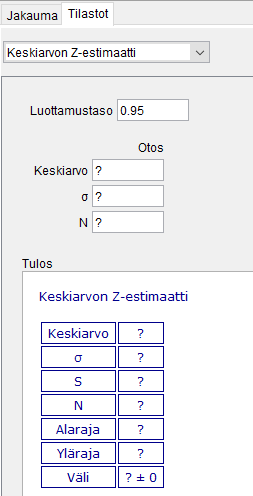 Jakauma Tilastot
Keskiarvon Z-estimaatti
Luottamustaso 0.95
Otos
Keskiarvo ?
σ ?
N ?
Tulos
Keskiarvon Z-estimaatti
Keskiarvo ?
σ ?
S ?
N ?
Alaraja ?
Yläraja ?
Väli ? ± 0